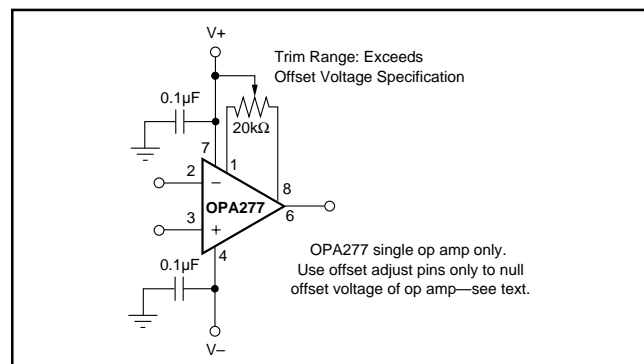 V+
Trim Range: Exceeds
Offset Voltage Specification
0.1µF
20kΩ
7
1
2
8
–
OPA277
6
3
+
4
OPA277 single op amp only.
Use offset adjust pins only to null
offset voltage of op amp—see text.
0.1µF
V–